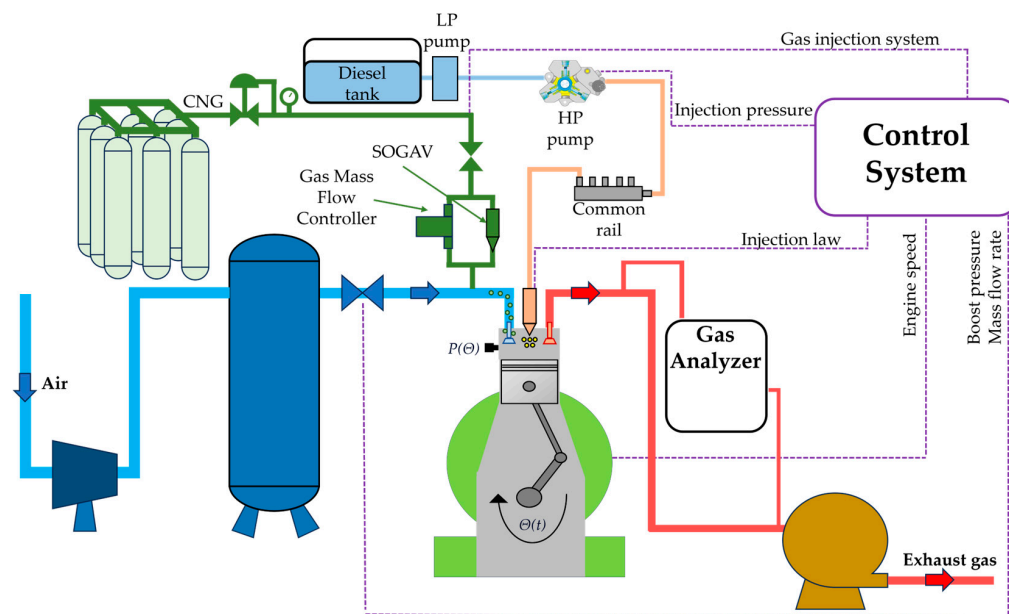 LP
pump
Gas injection system
Diesel
tank
CNG
HP
pump
Injection pressure
Control
System
SOGAV
Gas Mass
Flow
Controller
Common
rail
Injection law
Engine speed
Boost pressure
Mass flow rate
Gas
Analyzer
P(Θ)
Air
Θ(t)
Exhaust gas